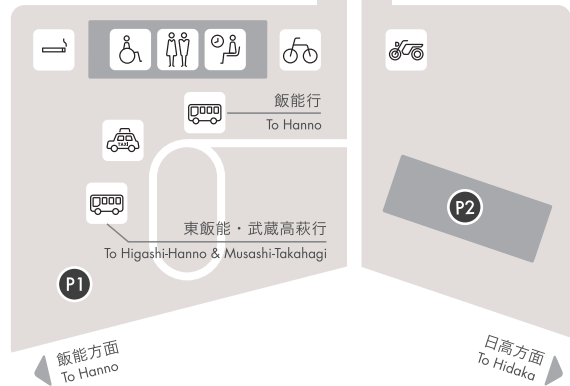 飯能行
To Hanno
TAXI
東飯能・武蔵高萩行
To Higashi-Hanno & Musashi-Takahagi
P2
P1
飯能方面
To Hanno
日高方面
To Hidaka